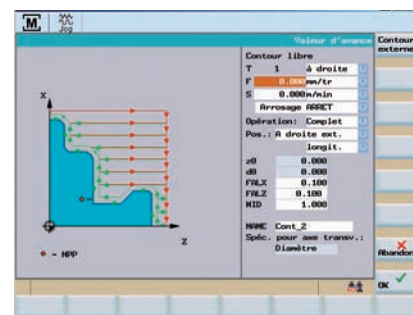 M
Jog
Valeur d'avance
Contour externe
Contour libre
T 1 à droite
F 0.000 mm/tr
S 0.000 m/min
Arrosage ARRET
Opération: Complet
Pos.: A droite ext.
longit.
z0 0.000
d0 0.000
FALX 0.100
FALZ 0.100
MID 1.000
NAME Cont_2
Spéc. pour axe transv.:
Diamètre
X
Z
- NPP
Abandon
OK